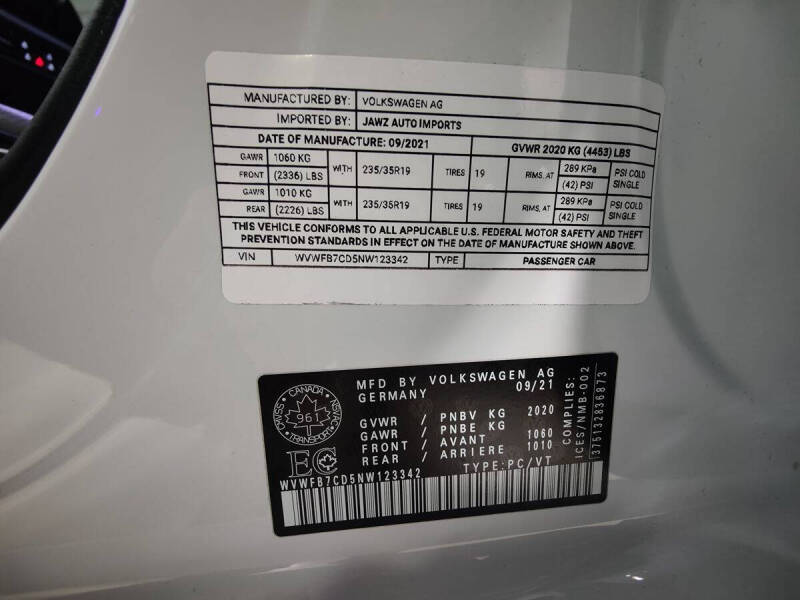 MANUFACTURED BY: VOLKSWAGEN AG
IMPORTED BY: JAWZ AUTO IMPORTS
DATE OF MANUFACTURE: 09/2021 GVWR 2020 KG (4453) LBS
GAWR 1060 KG WITH 235/35R19 TIRES 19 RIMS, AT 289 KPa PSI COLD
FRONT (2336) LBS (42) PSI SINGLE
GAWR 1010 KG WITH 235/35R19 TIRES 19 RIMS, AT 289 KPa PSI COLD
REAR (2226) LBS (42) PSI SINGLE
THIS VEHICLE CONFORMS TO ALL APPLICABLE U.S. FEDERAL MOTOR SAFETY AND THEFT
PREVENTION STANDARDS IN EFFECT ON THE DATE OF MANUFACTURE SHOWN ABOVE.
VIN WVWFB7CD5NW123342 TYPE PASSENGER CAR
CANADA
961
TRANSPORT
EC
MFD BY VOLKSWAGEN AG
GERMANY 09/21
GVWR / PNBV KG 2020
GAWR / PNBE KG
FRONT / AVANT 1060
REAR / ARRIERE 1010
TYPE:PC/VT
WVWFB7CD5NW123342
COMPLIES:
ICES/NMB-002
375132836873